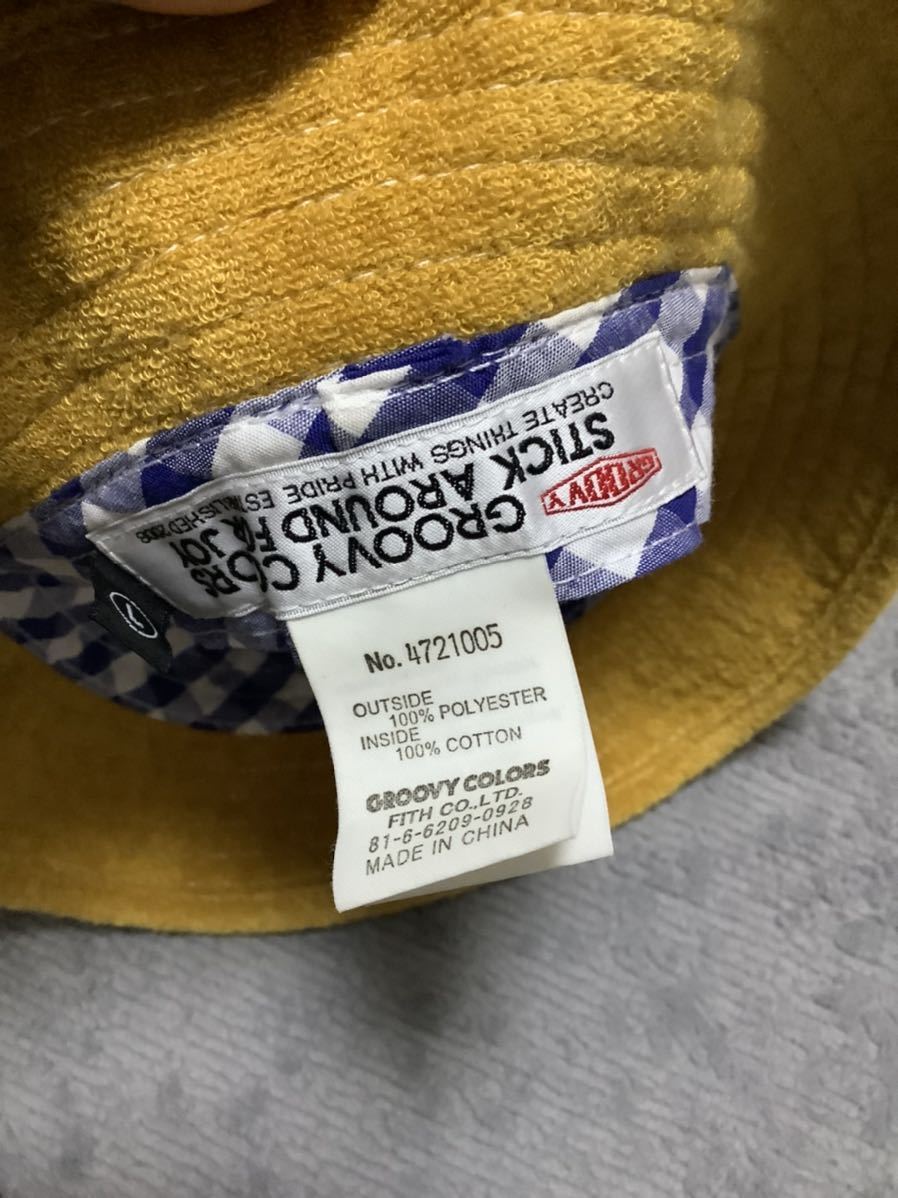 GROOVY
GROOVY COLORS
STICK AROUND FOR JOY
CREATE THINGS WITH PRIDE ESTABLISHED 2008
No. 4721005
OUTSIDE
100% POLYESTER
INSIDE
100% COTTON
GROOVY COLORS
FITH CO.,LTD.
81-6-6209-0928
MADE IN CHINA